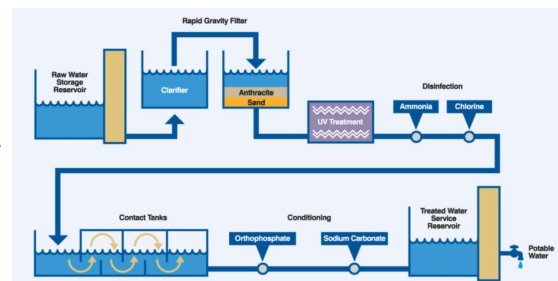 Rapid Gravity Filter
Raw Water
Storage
Reservoir
Clarifier
Anthracite
Sand
UV Treatment
Disinfection
Ammonia
Chlorine
Contact Tanks
Conditioning
Orthophosphate
Sodium Carbonate
Treated Water
Service
Reservoir
Potable
Water